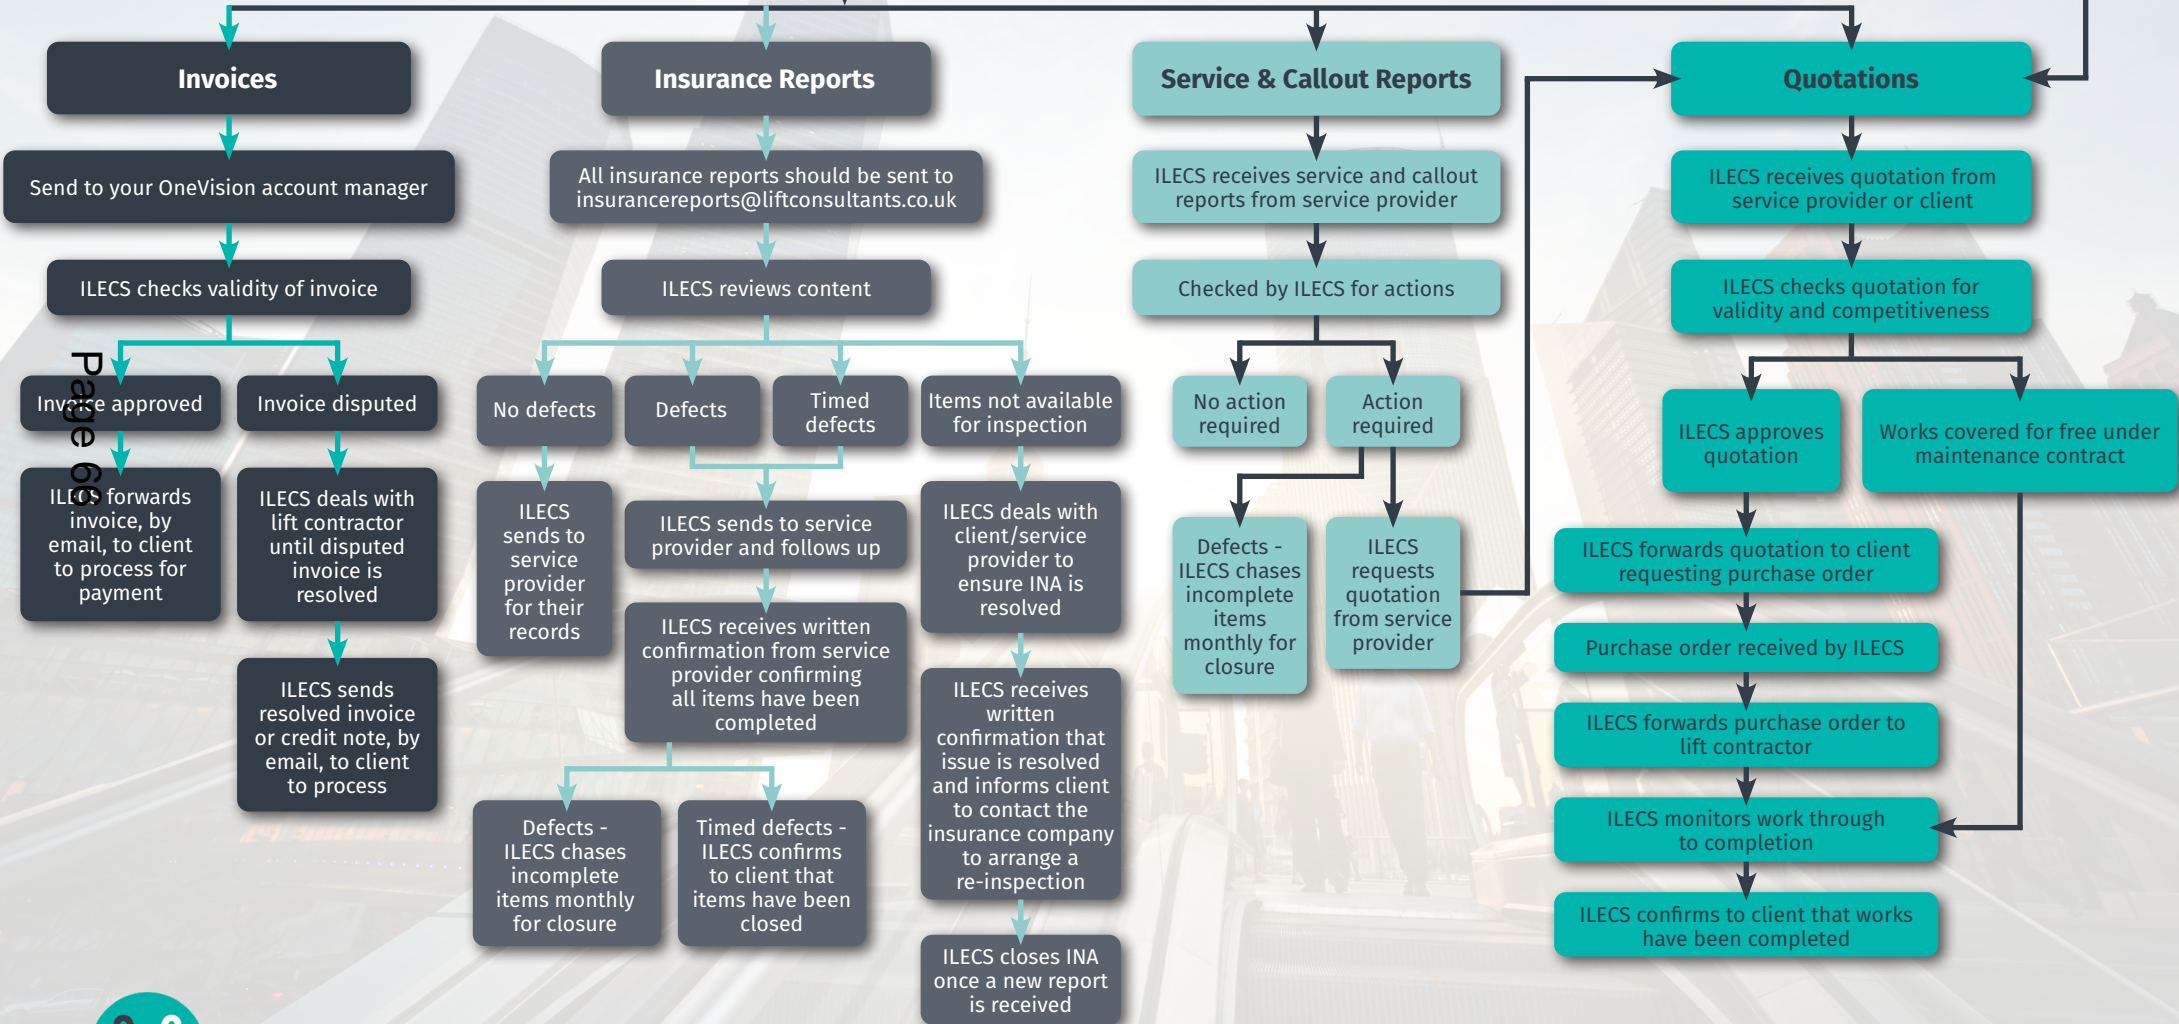 Invoices
Send to your OneVision account manager
ILECS checks validity of invoice
Invoice approved
ILECS forwards
invoice, by
email, to client
to process for
payment
Invoice disputed
ILECS deals with
lift contractor
until disputed
invoice is
resolved
ILECS sends
resolved invoice
or credit note, by
email, to client
to process
Page 66
Insurance Reports
All insurance reports should be sent to
insurancereports@liftconsultants.co.uk
ILECS reviews content
No defects
ILECS
sends to
service
provider
for their
records
Defects
Timed
defects
ILECS sends to service
provider and follows up
ILECS receives written
confirmation from service
provider confirming
all items have been
completed
Defects -
ILECS chases
incomplete
items monthly
for closure
Timed defects -
ILECS confirms
to client that
items have been
closed
Items not available
for inspection
ILECS deals with
client/service
provider to
ensure INA is
resolved
ILECS receives
written
confirmation that
issue is resolved
and informs client
to contact the
insurance company
to arrange a
re-inspection
ILECS closes INA
once a new report
is received
Service & Callout Reports
ILECS receives service and callout
reports from service provider
Checked by ILECS for actions
No action
required
Action
required
Defects -
ILECS chases
incomplete
items
monthly for
closure
ILECS
requests
quotation
from service
provider
Quotations
ILECS receives quotation from
service provider or client
ILECS checks quotation for
validity and competitiveness
ILECS approves
quotation
Works covered for free under
maintenance contract
ILECS forwards quotation to client
requesting purchase order
Purchase order received by ILECS
ILECS forwards purchase order to
lift contractor
ILECS monitors work through
to completion
ILECS confirms to client that works
have been completed